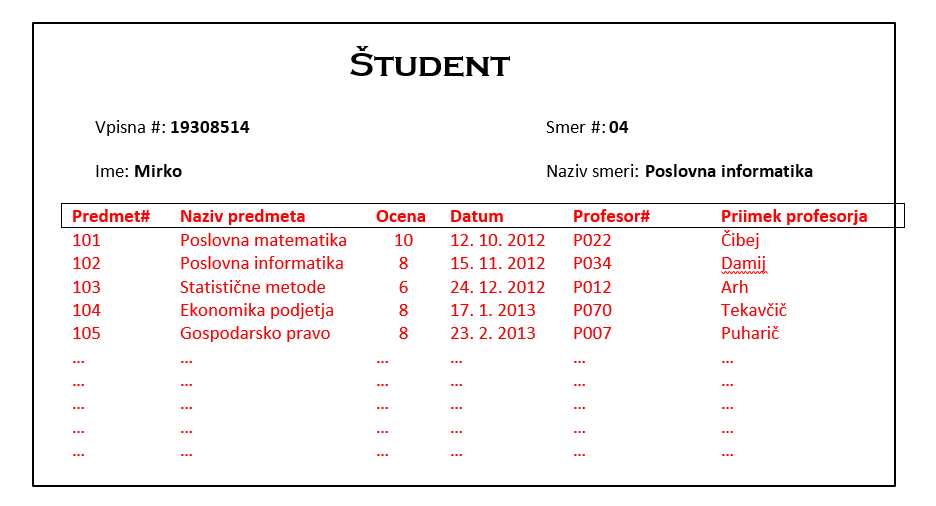 ŠTUDENT
Vpisna #: 19308514 Smer #: 04
Ime: Mirko Naziv smeri: Poslovna informatika
Predmet# Naziv predmeta Ocena Datum Profesor# Priimek profesorja
101 Poslovna matematika 10 12. 10. 2012 P022 Čibej
102 Poslovna informatika 8 15. 11. 2012 P034 Damij
103 Statistične metode 6 24. 12. 2012 P012 Arh
104 Ekonomika podjetja 8 17. 1. 2013 P070 Tekavčič
105 Gospodarsko pravo 8 23. 2. 2013 P007 Puharič
... ... ... ... ... ...
... ... ... ... ... ...
... ... ... ... ... ...
... ... ... ... ... ...
... ... ... ... ... ...